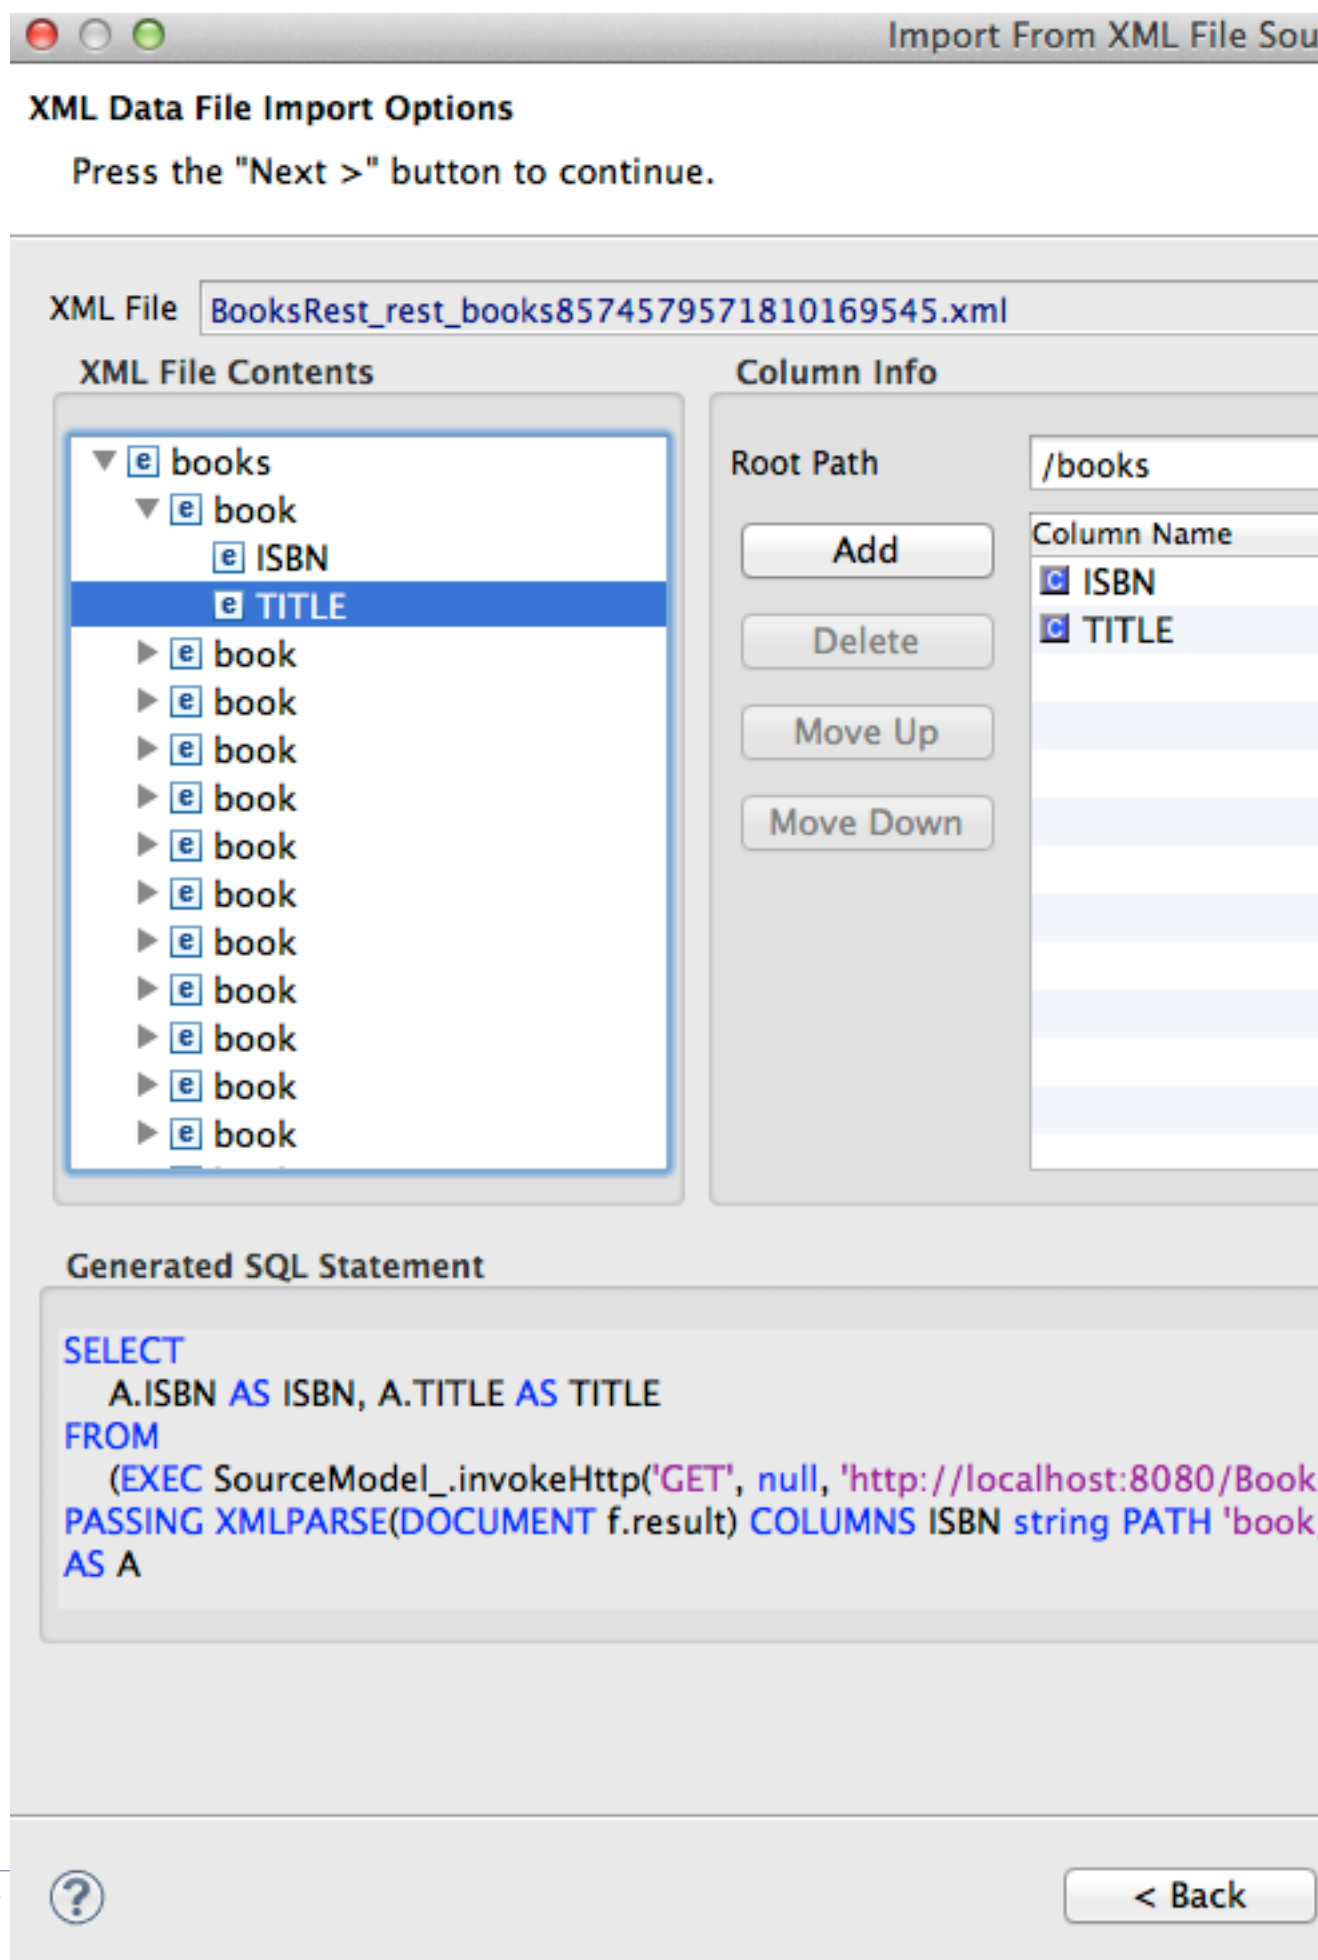 Import From XML File Sou
XML Data File Import Options
Press the "Next >" button to continue.
XML File BooksRest_rest_books8574579571810169545.xml
XML File Contents
books
book
ISBN
TITLE
book
book
book
book
book
book
book
book
book
book
book
Column Info
Root Path /books
Add
Delete
Move Up
Move Down
Column Name
ISBN
TITLE
Generated SQL Statement
SELECT
A.ISBN AS ISBN, A.TITLE AS TITLE
FROM
(EXEC SourceModel_.invokeHttp('GET', null, 'http://localhost:8080/Book
PASSING XMLPARSE(DOCUMENT f.result) COLUMNS ISBN string PATH 'book
AS A
?
< Back